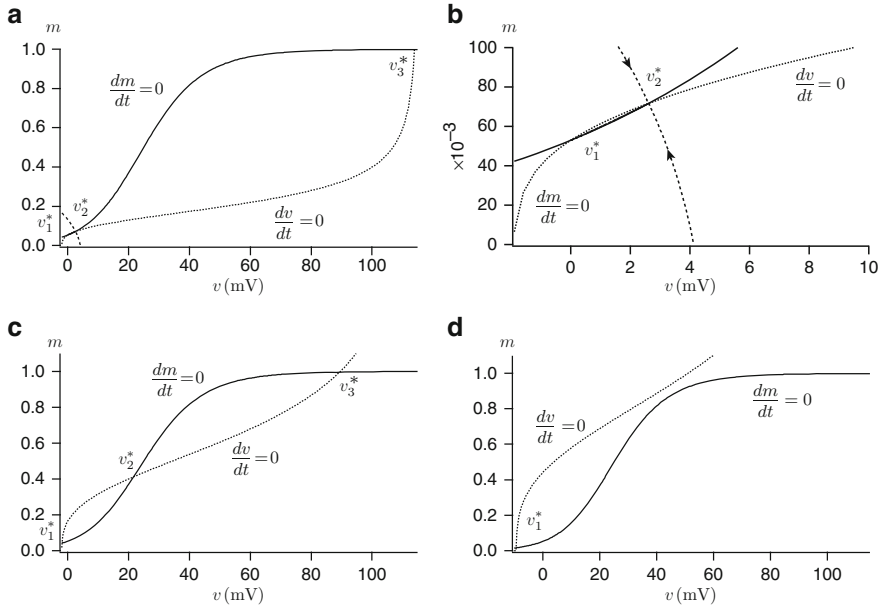 a
m
1.0
0.8
0.6
0.4
0.2
0.0
dm/dt = 0
v₃*
v₁*
v₂*
dv/dt = 0
0 20 40 60 80 100
v (mV)
b
m
100
80
60
40
20
0
×10⁻³
v₂*
dv/dt = 0
v₁*
dm/dt = 0
0 2 4 6 8 10
v (mV)
c
m
1.0
0.8
0.6
0.4
0.2
0.0
dm/dt = 0
v₃*
v₂*
dv/dt = 0
v₁*
0 20 40 60 80 100
v (mV)
d
m
1.0
0.8
0.6
0.4
0.2
0.0
dv/dt = 0
dm/dt = 0
v₁*
0 20 40 60 80 100
v (mV)